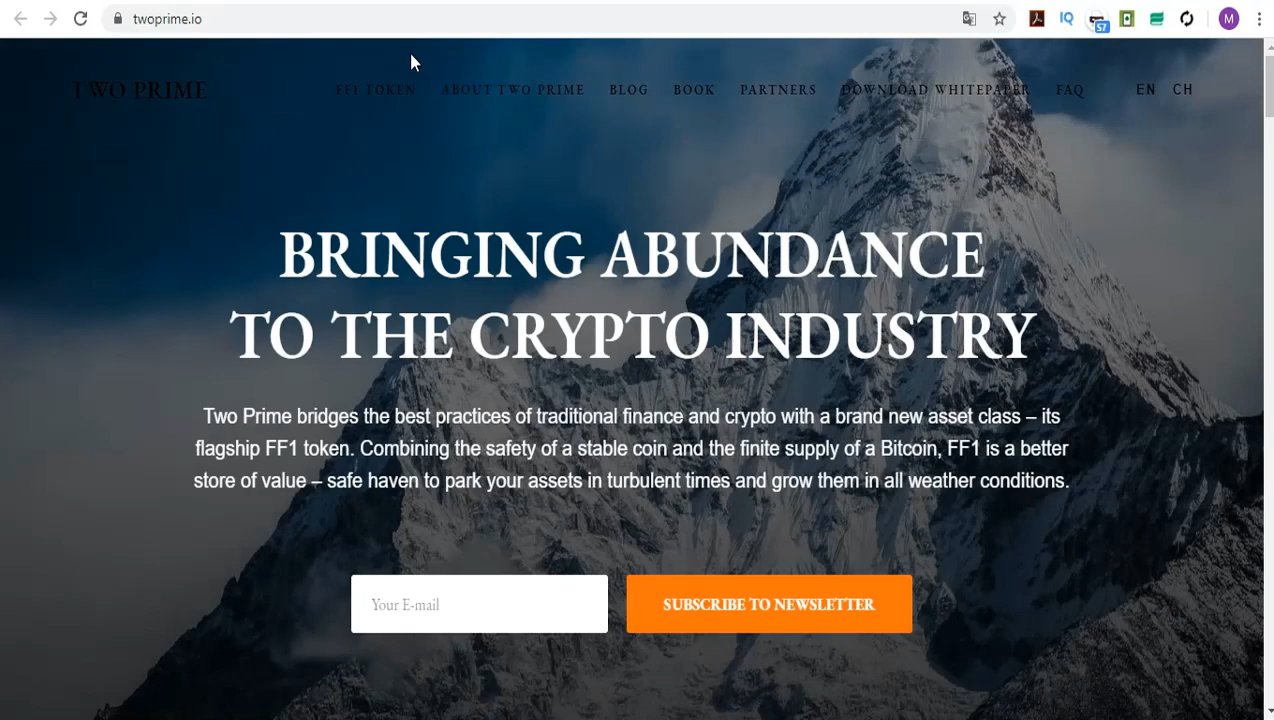 twoprime.io
57
M
TWO PRIME
FF1 TOKEN ABOUT TWO PRIME BLOG BOOK PARTNERS DOWNLOAD WHITEPAPER FAQ EN CH
BRINGING ABUNDANCE
TO THE CRYPTO INDUSTRY
Two Prime bridges the best practices of traditional finance and crypto with a brand new asset class – its
flagship FF1 token. Combining the safety of a stable coin and the finite supply of a Bitcoin, FF1 is a better
store of value – safe haven to park your assets in turbulent times and grow them in all weather conditions.
Your E-mail
SUBSCRIBE TO NEWSLETTER